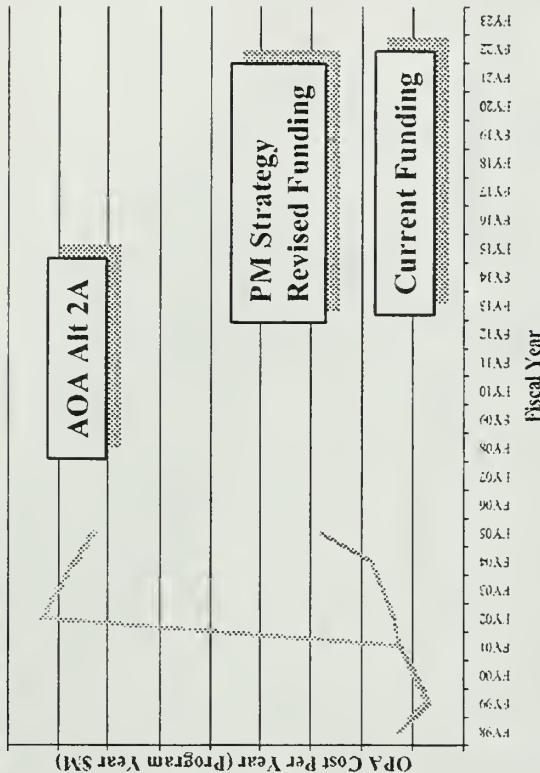 AOA Alt 2A
PM Strategy
Revised Funding
Current Funding
OPA Cost Per Year (Program Year $M)
FY98
FY99
FY00
FY01
FY02
FY03
FY04
FY05
FY06
FY07
FY08
FY09
FY10
FY11
FY12
FY13
FY14
FY15
FY16
FY17
FY18
FY19
FY20
FY21
FY22
FY23
Fiscal Year